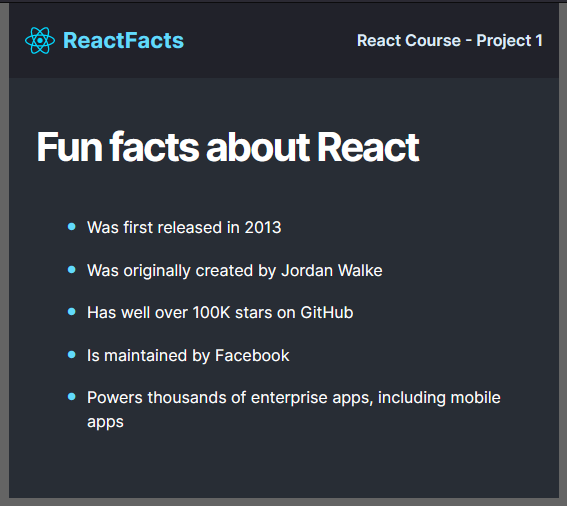 ReactFacts
React Course - Project 1
Fun facts about React
Was first released in 2013
Was originally created by Jordan Walke
Has well over 100K stars on GitHub
Is maintained by Facebook
Powers thousands of enterprise apps, including mobile
apps